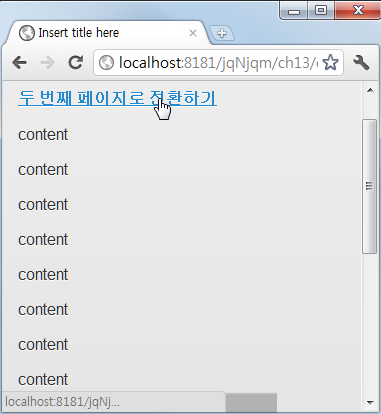 Insert title here
localhost:8181/jqNjqm/ch13/
두 번째 페이지로 전환하기
content
content
content
content
content
content
content
content
localhost:8181/jqNj...